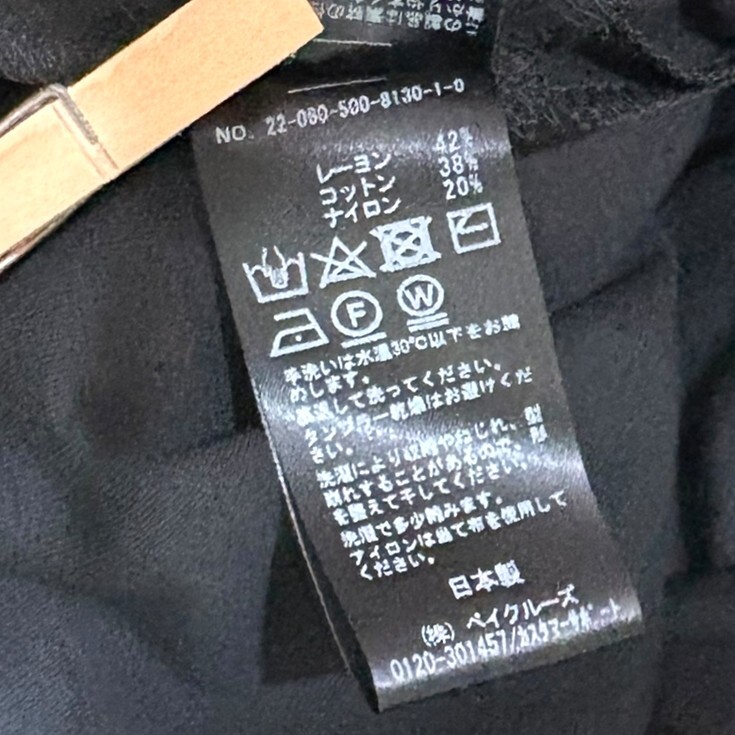 NO. 22-060-500-8130-1-0
レーヨン 42%
コットン 38%
ナイロン 20%
F W
手洗いは水温30℃以下をお薦
めします。
裏返して洗ってください。
タンブラー乾燥はお避けくだ
さい。
洗濯により収縮やねじれ、型
崩れすることがあるので、形
を整えて干してください。
洗濯で多少縮みます。
アイロンは当て布を使用して
ください。
日本製
(株) ベイクルーズ
0120-301457/カスタマーサポート